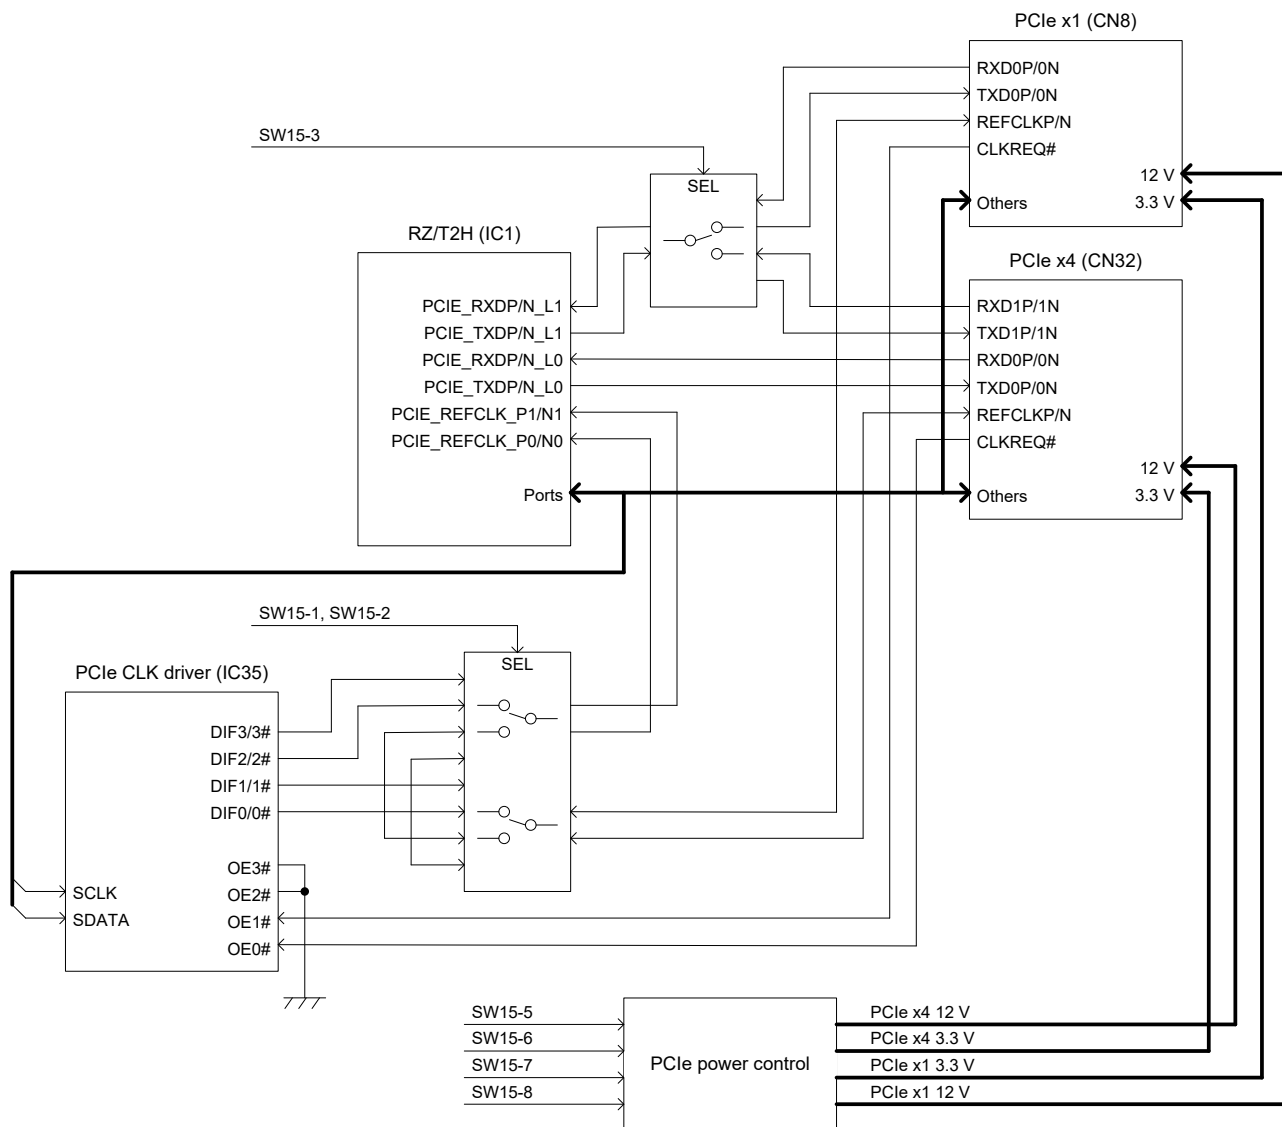 PCIe x1 (CN8)
RXD0P/0N
TXD0P/0N
REFCLKP/N
CLKREQ#
12 V
Others
3.3 V
SW15-3
SEL
RZ/T2H (IC1)
PCIE_RXDP/N_L1
PCIE_TXDP/N_L1
PCIE_RXDP/N_L0
PCIE_TXDP/N_L0
PCIE_REFCLK_P1/N1
PCIE_REFCLK_P0/N0
Ports
PCIe x4 (CN32)
RXD1P/1N
TXD1P/1N
RXD0P/0N
TXD0P/0N
REFCLKP/N
CLKREQ#
12 V
Others
3.3 V
SW15-1, SW15-2
SEL
PCIe CLK driver (IC35)
DIF3/3#
DIF2/2#
DIF1/1#
DIF0/0#
OE3#
SCLK
OE2#
SDATA
OE1#
OE0#
SW15-5
SW15-6
SW15-7
SW15-8
PCIe power control
PCIe x4 12 V
PCIe x4 3.3 V
PCIe x1 3.3 V
PCIe x1 12 V